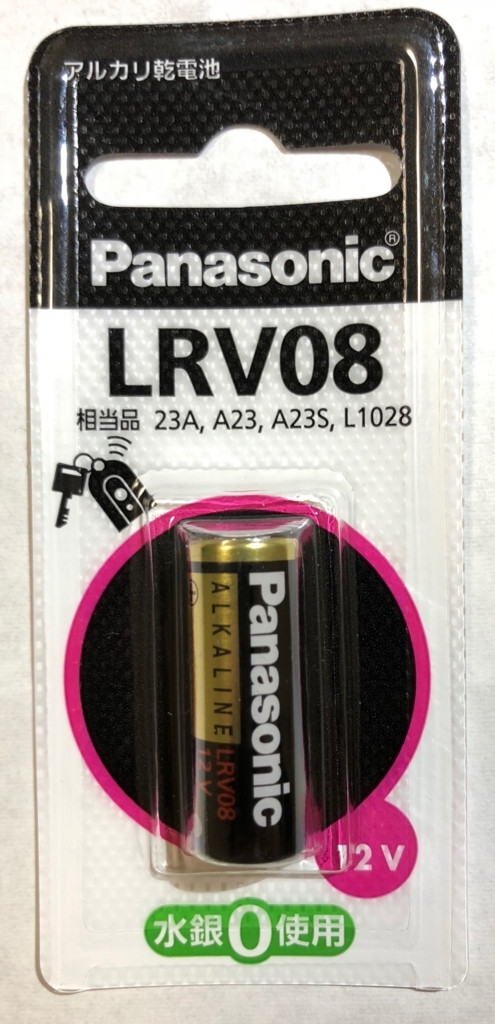 アルカリ乾電池
Panasonic®
LRV08
相当品 23A, A23, A23S, L1028
Panasonic
ALKALINE LRV08
12V
12 V
水銀0使用